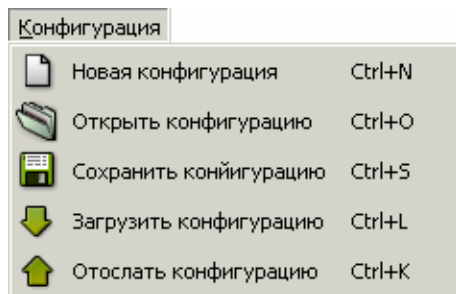 Конфигурация
Новая конфигурация Ctrl+N
Открыть конфигурацию Ctrl+O
Сохранить конйигурацию Ctrl+S
Загрузить конфигурацию Ctrl+L
Отослать конфигурацию Ctrl+K